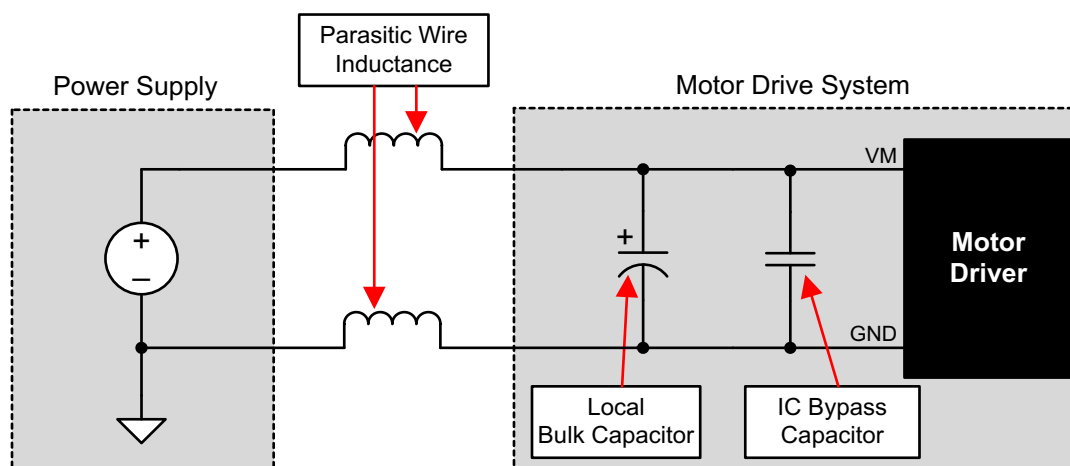 Parasitic Wire
Inductance
Power Supply
Motor Drive System
VM
+
–
+
Motor
Driver
GND
Local
Bulk Capacitor
IC Bypass
Capacitor